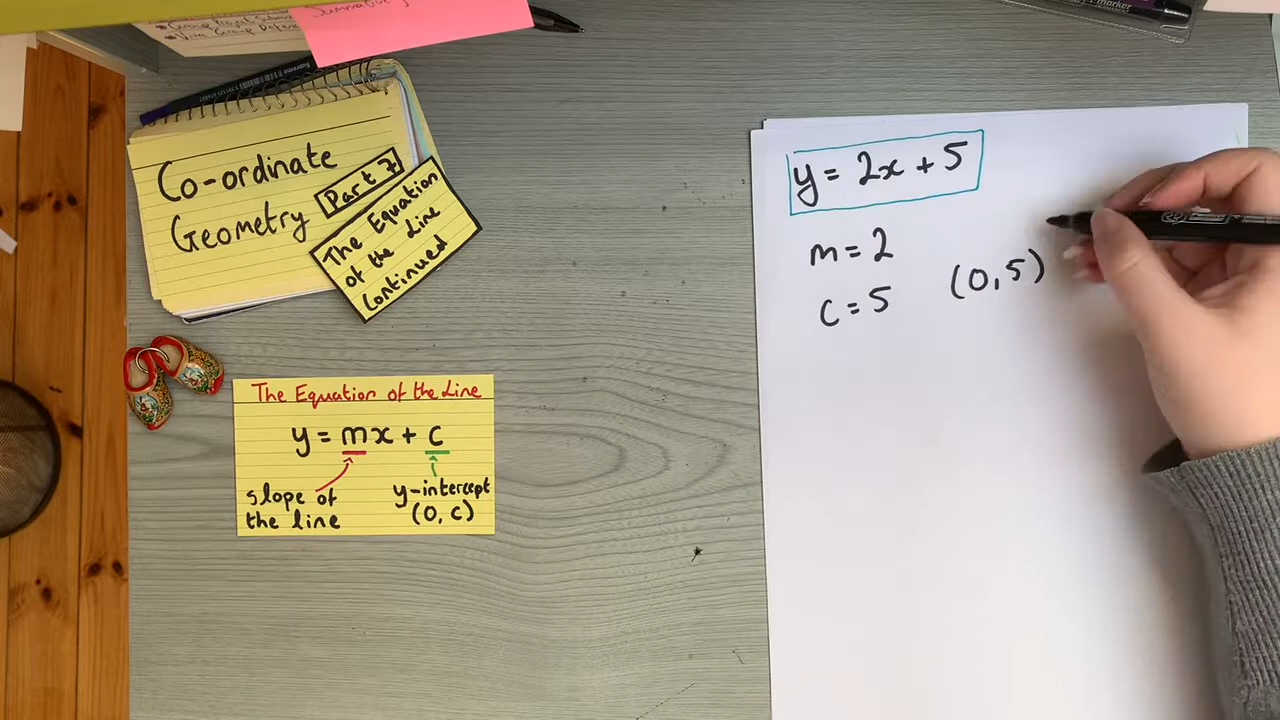 Co-ordinate
Geometry
Part 7
The Equation
of the Line
Continued
The Equation of the Line
y = mx + c
slope of
the line
y-intercept
(0, c)
y = 2x + 5
m = 2
c = 5
(0, 5)
marker